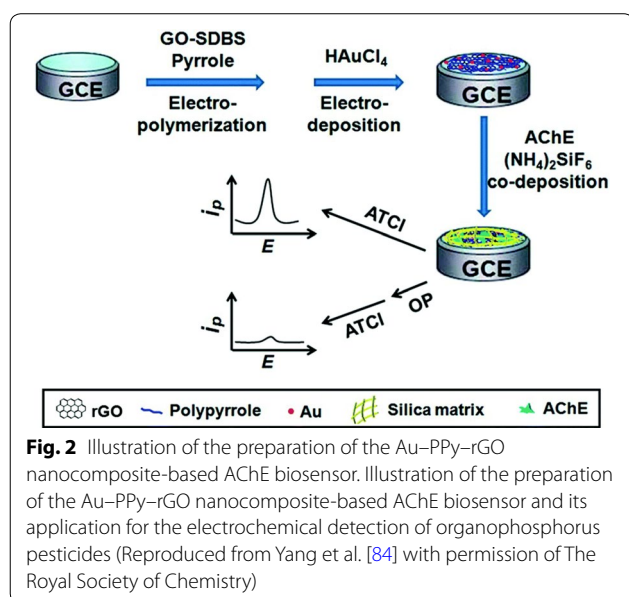 GO-SDBS
Pyrrole
Electro-
polymerization
HAuCl4
Electro-
deposition
GCE
GCE
AChE
(NH4)2SiF6
co-deposition
GCE
ip
E
ATCl
ip
E
ATCl
OP
rGO Polypyrrole Au Silica matrix AChE
Fig. 2 Illustration of the preparation of the Au–PPy–rGO
nanocomposite-based AChE biosensor. Illustration of the preparation
of the Au–PPy–rGO nanocomposite-based AChE biosensor and its
application for the electrochemical detection of organophosphorus
pesticides (Reproduced from Yang et al. [84] with permission of The
Royal Society of Chemistry)